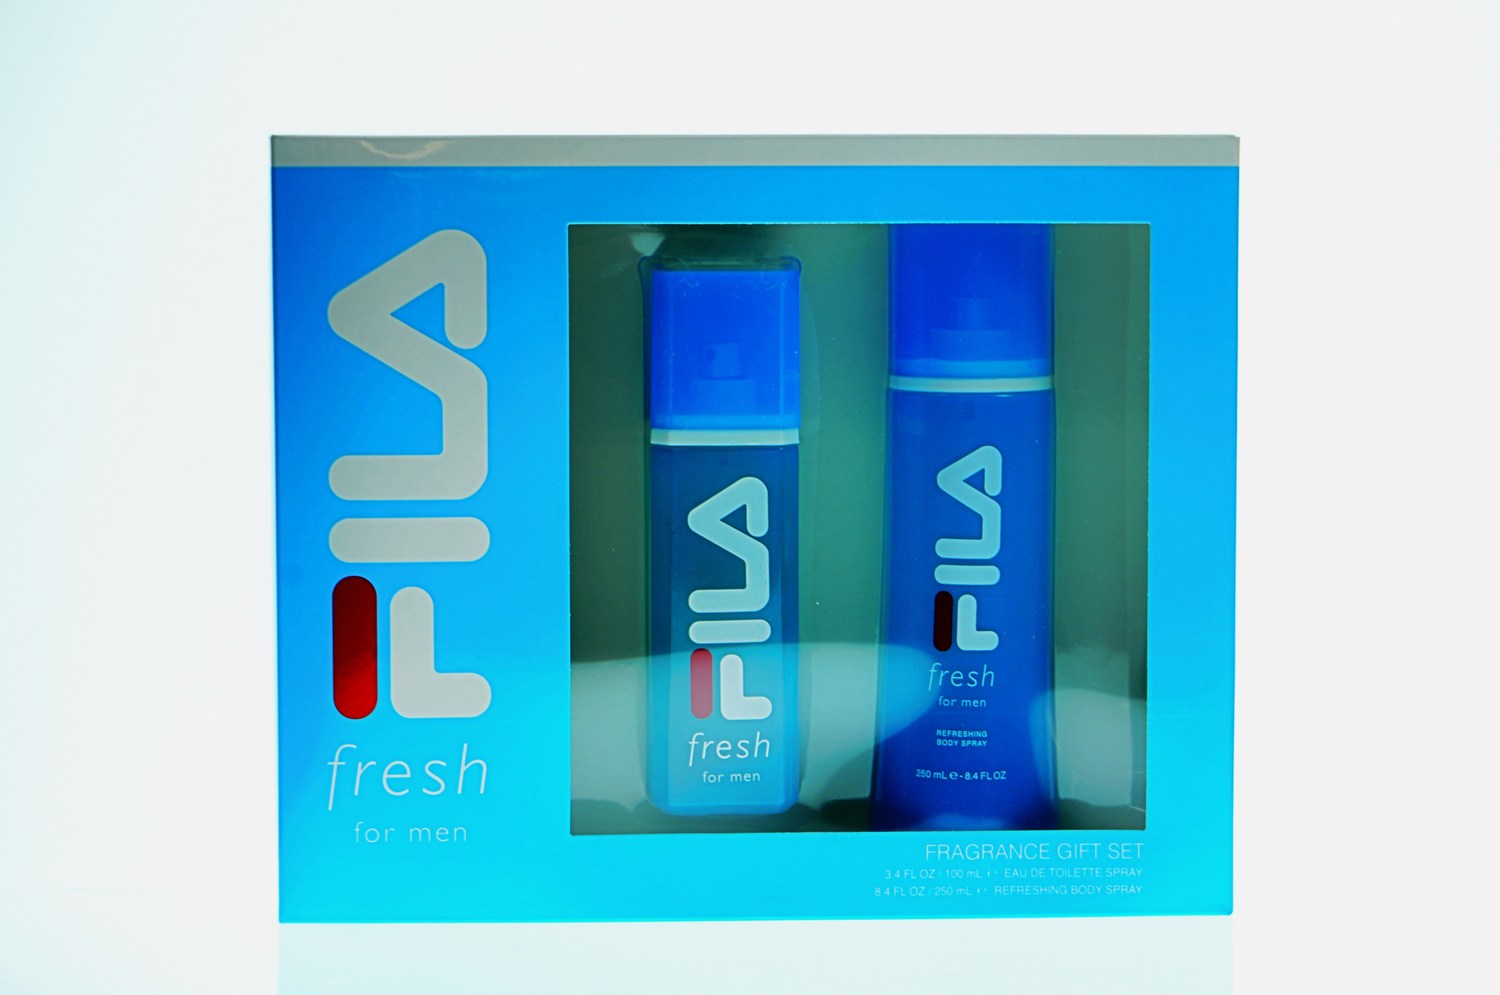 FILA
fresh
for men
FILA
fresh
for men
FILA
fresh
for men
REFRESHING
BODY SPRAY
250 mL ℮ - 8.4 FL OZ
FRAGRANCE GIFT SET
3.4 FL OZ / 100 mL ℮ EAU DE TOILETTE SPRAY
8.4 FL OZ / 250 mL ℮ REFRESHING BODY SPRAY